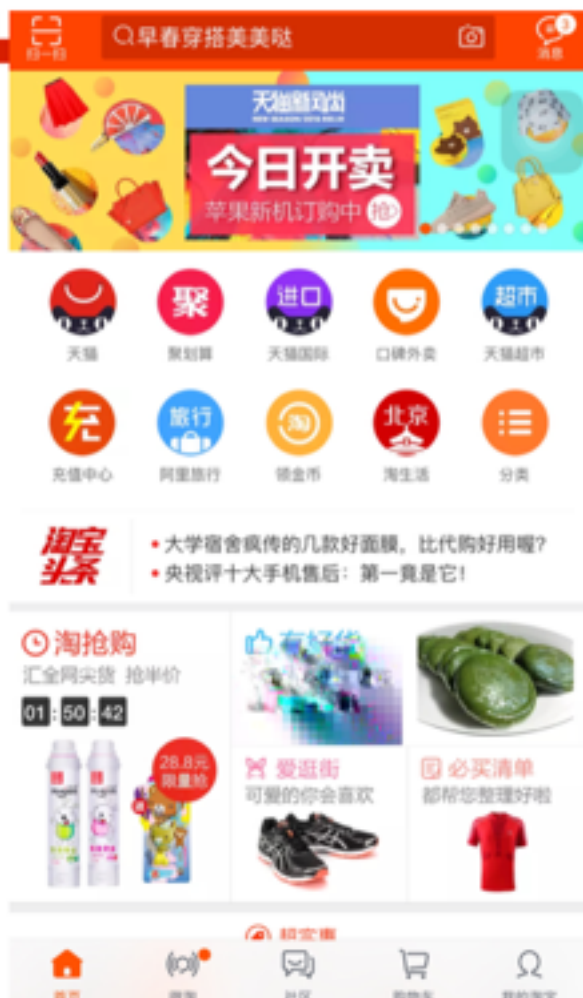 早春穿搭美美哒
3
扫一扫
消息
天猫新风尚
今日开卖
苹果新机订购中 抢
聚
进口
超市
天猫
聚划算
天猫国际
口碑外卖
天猫超市
充
旅行
淘
北京
充值中心
阿里旅行
领金币
淘生活
分类
淘宝
头条
大学宿舍疯传的几款好面膜，比代购好用喔?
央视评十大手机售后：第一竟是它!
淘抢购
汇全网尖货 抢半价
01:50:42
28.8元
限量抢
有好货
爱逛街
可爱的你会喜欢
必买清单
都帮您整理好啦
超实惠